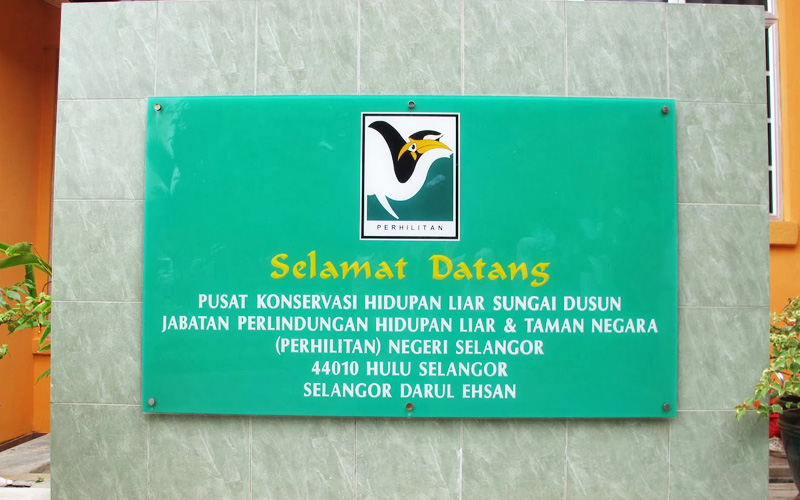 PERHILITAN
Selamat Datang
PUSAT KONSERVASI HIDUPAN LIAR SUNGAI DUSUN
JABATAN PERLINDUNGAN HIDUPAN LIAR & TAMAN NEGARA
(PERHILITAN) NEGERI SELANGOR
44010 HULU SELANGOR
SELANGOR DARUL EHSAN